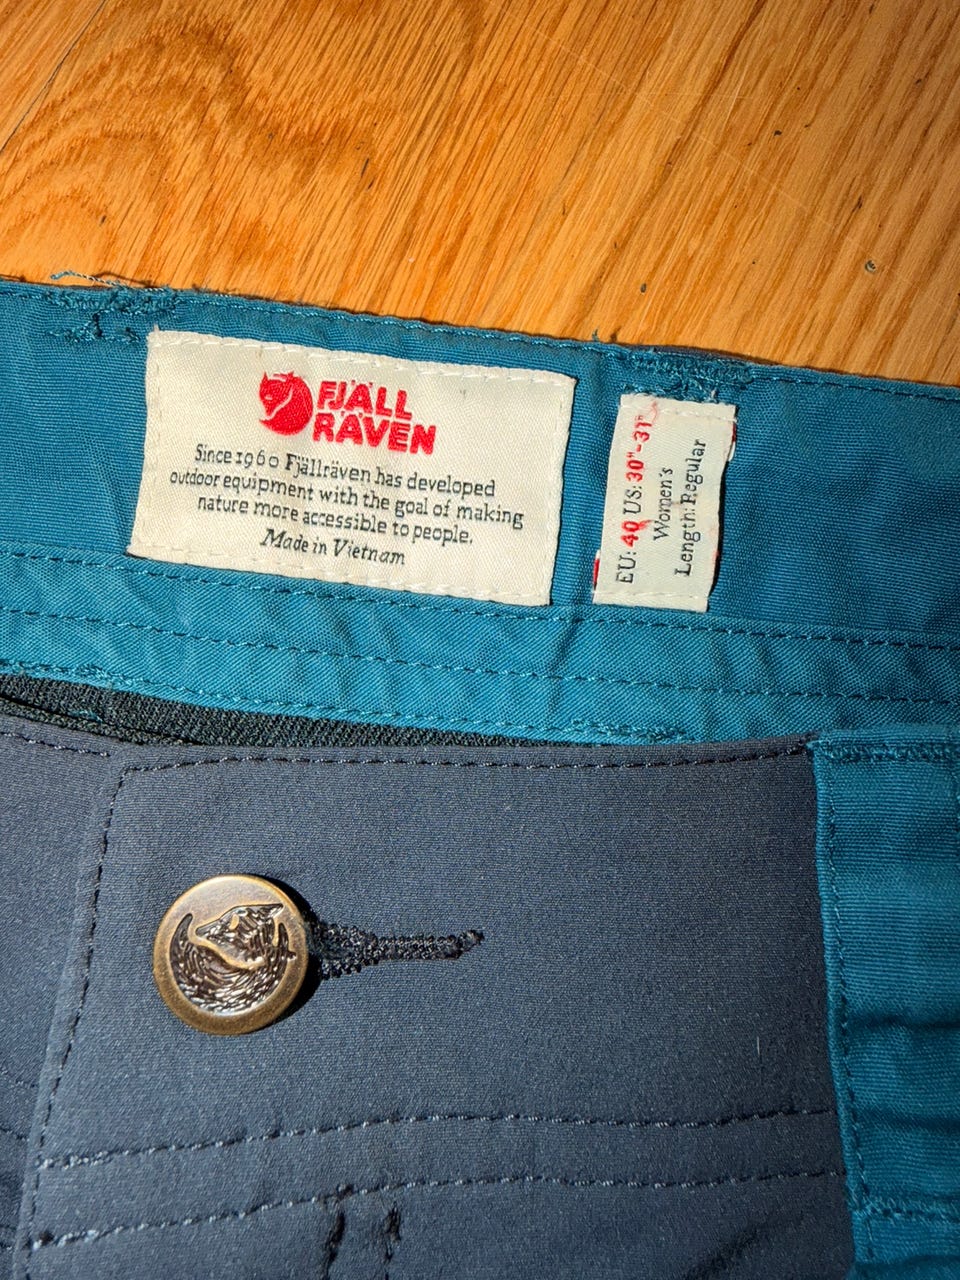 FJÄLL
RÄVEN
Since 1960 Fjällräven has developed
outdoor equipment with the goal of making
nature more accessible to people.
Made in Vietnam
EU: 40 US: 30"-31"
Women's
Length: Regular